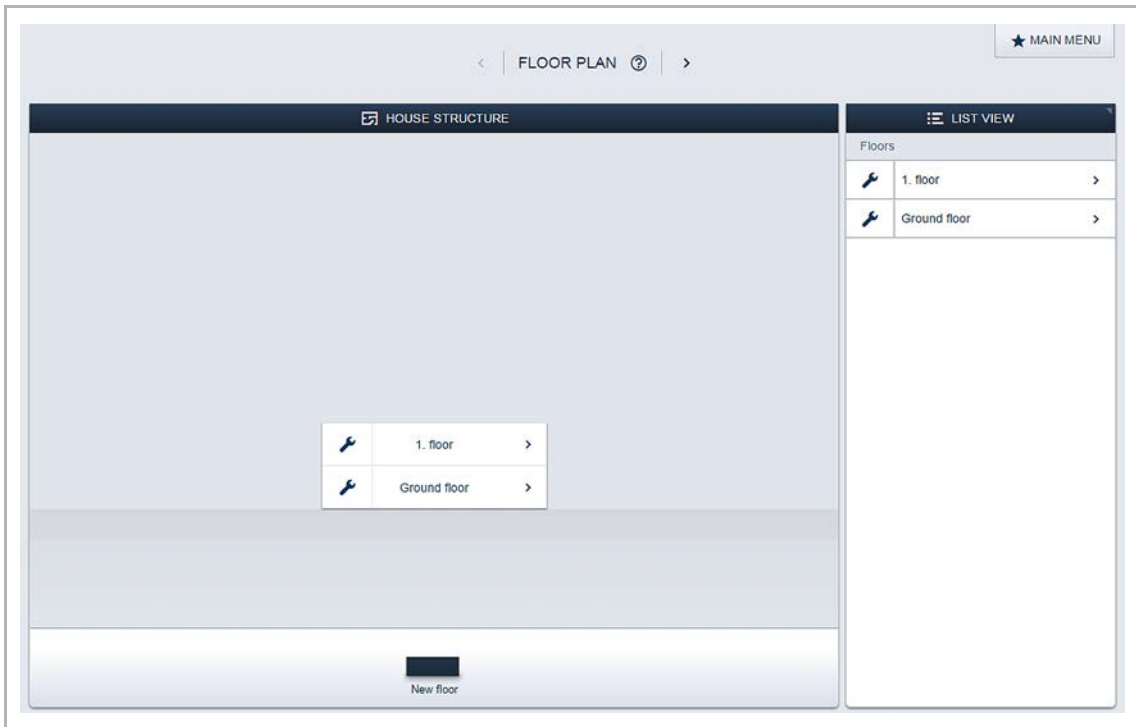 MAIN MENU
FLOOR PLAN
HOUSE STRUCTURE
1. floor
Ground floor
New floor
LIST VIEW
Floors
1. floor
Ground floor